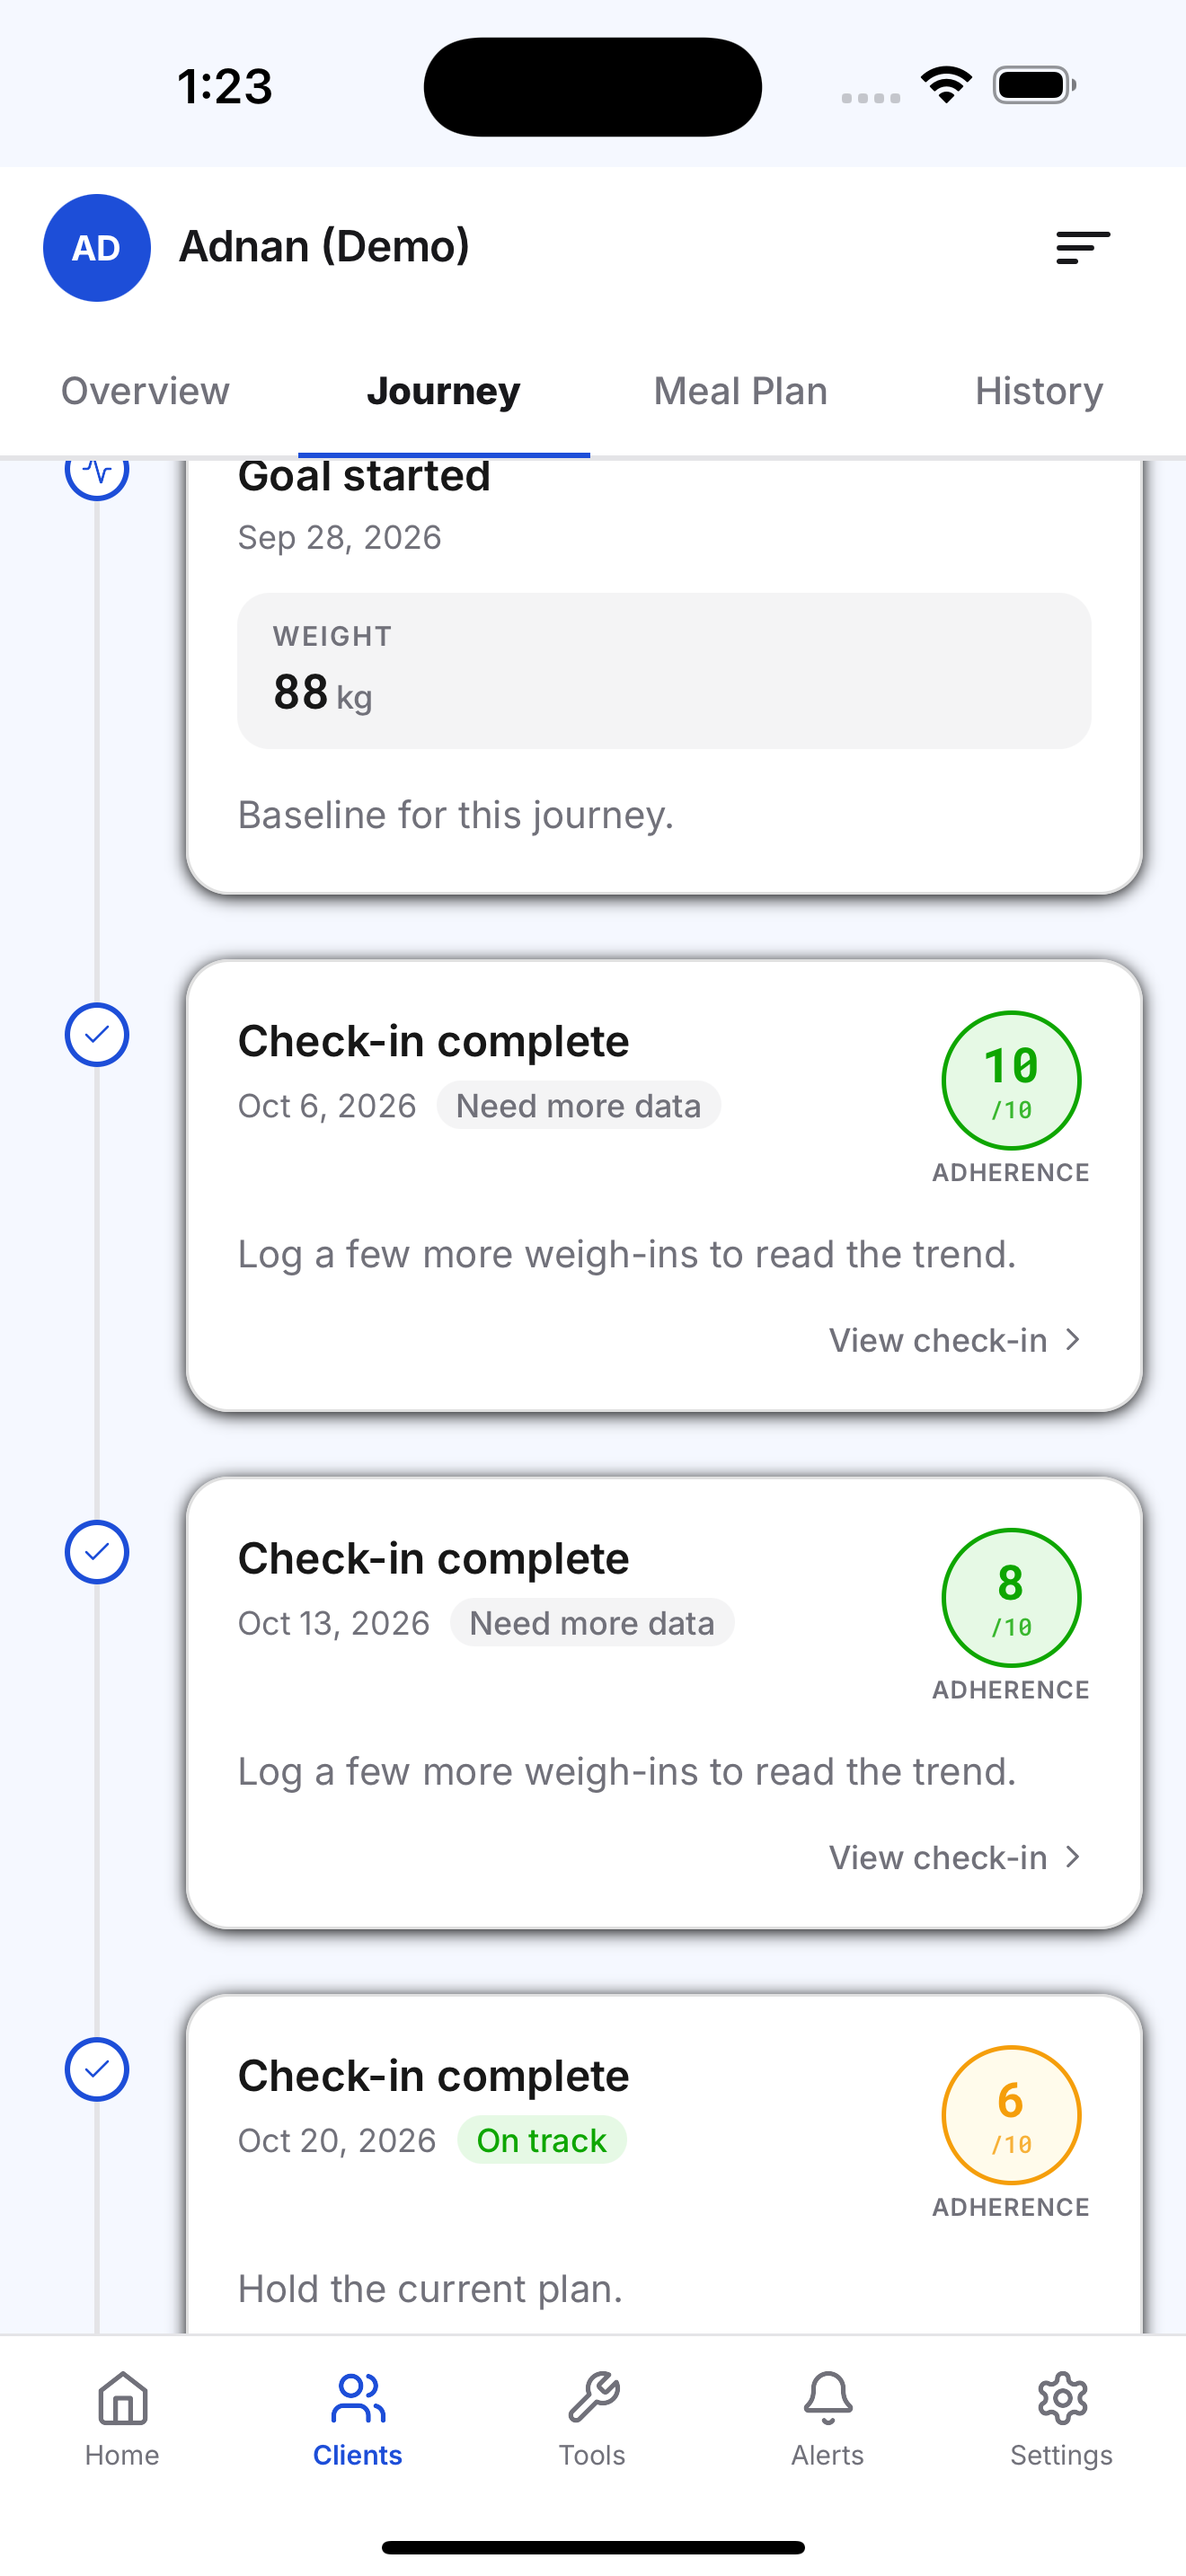 1:23
AD
Adnan (Demo)
Overview
Journey
Meal Plan
History
Goal started
Sep 28, 2026
WEIGHT
88 kg
Baseline for this journey.
Check-in complete
Oct 6, 2026
Need more data
10
/10
ADHERENCE
Log a few more weigh-ins to read the trend.
View check-in
Check-in complete
Oct 13, 2026
Need more data
8
/10
ADHERENCE
Log a few more weigh-ins to read the trend.
View check-in
Check-in complete
Oct 20, 2026
On track
6
/10
ADHERENCE
Hold the current plan.
Home
Clients
Tools
Alerts
Settings